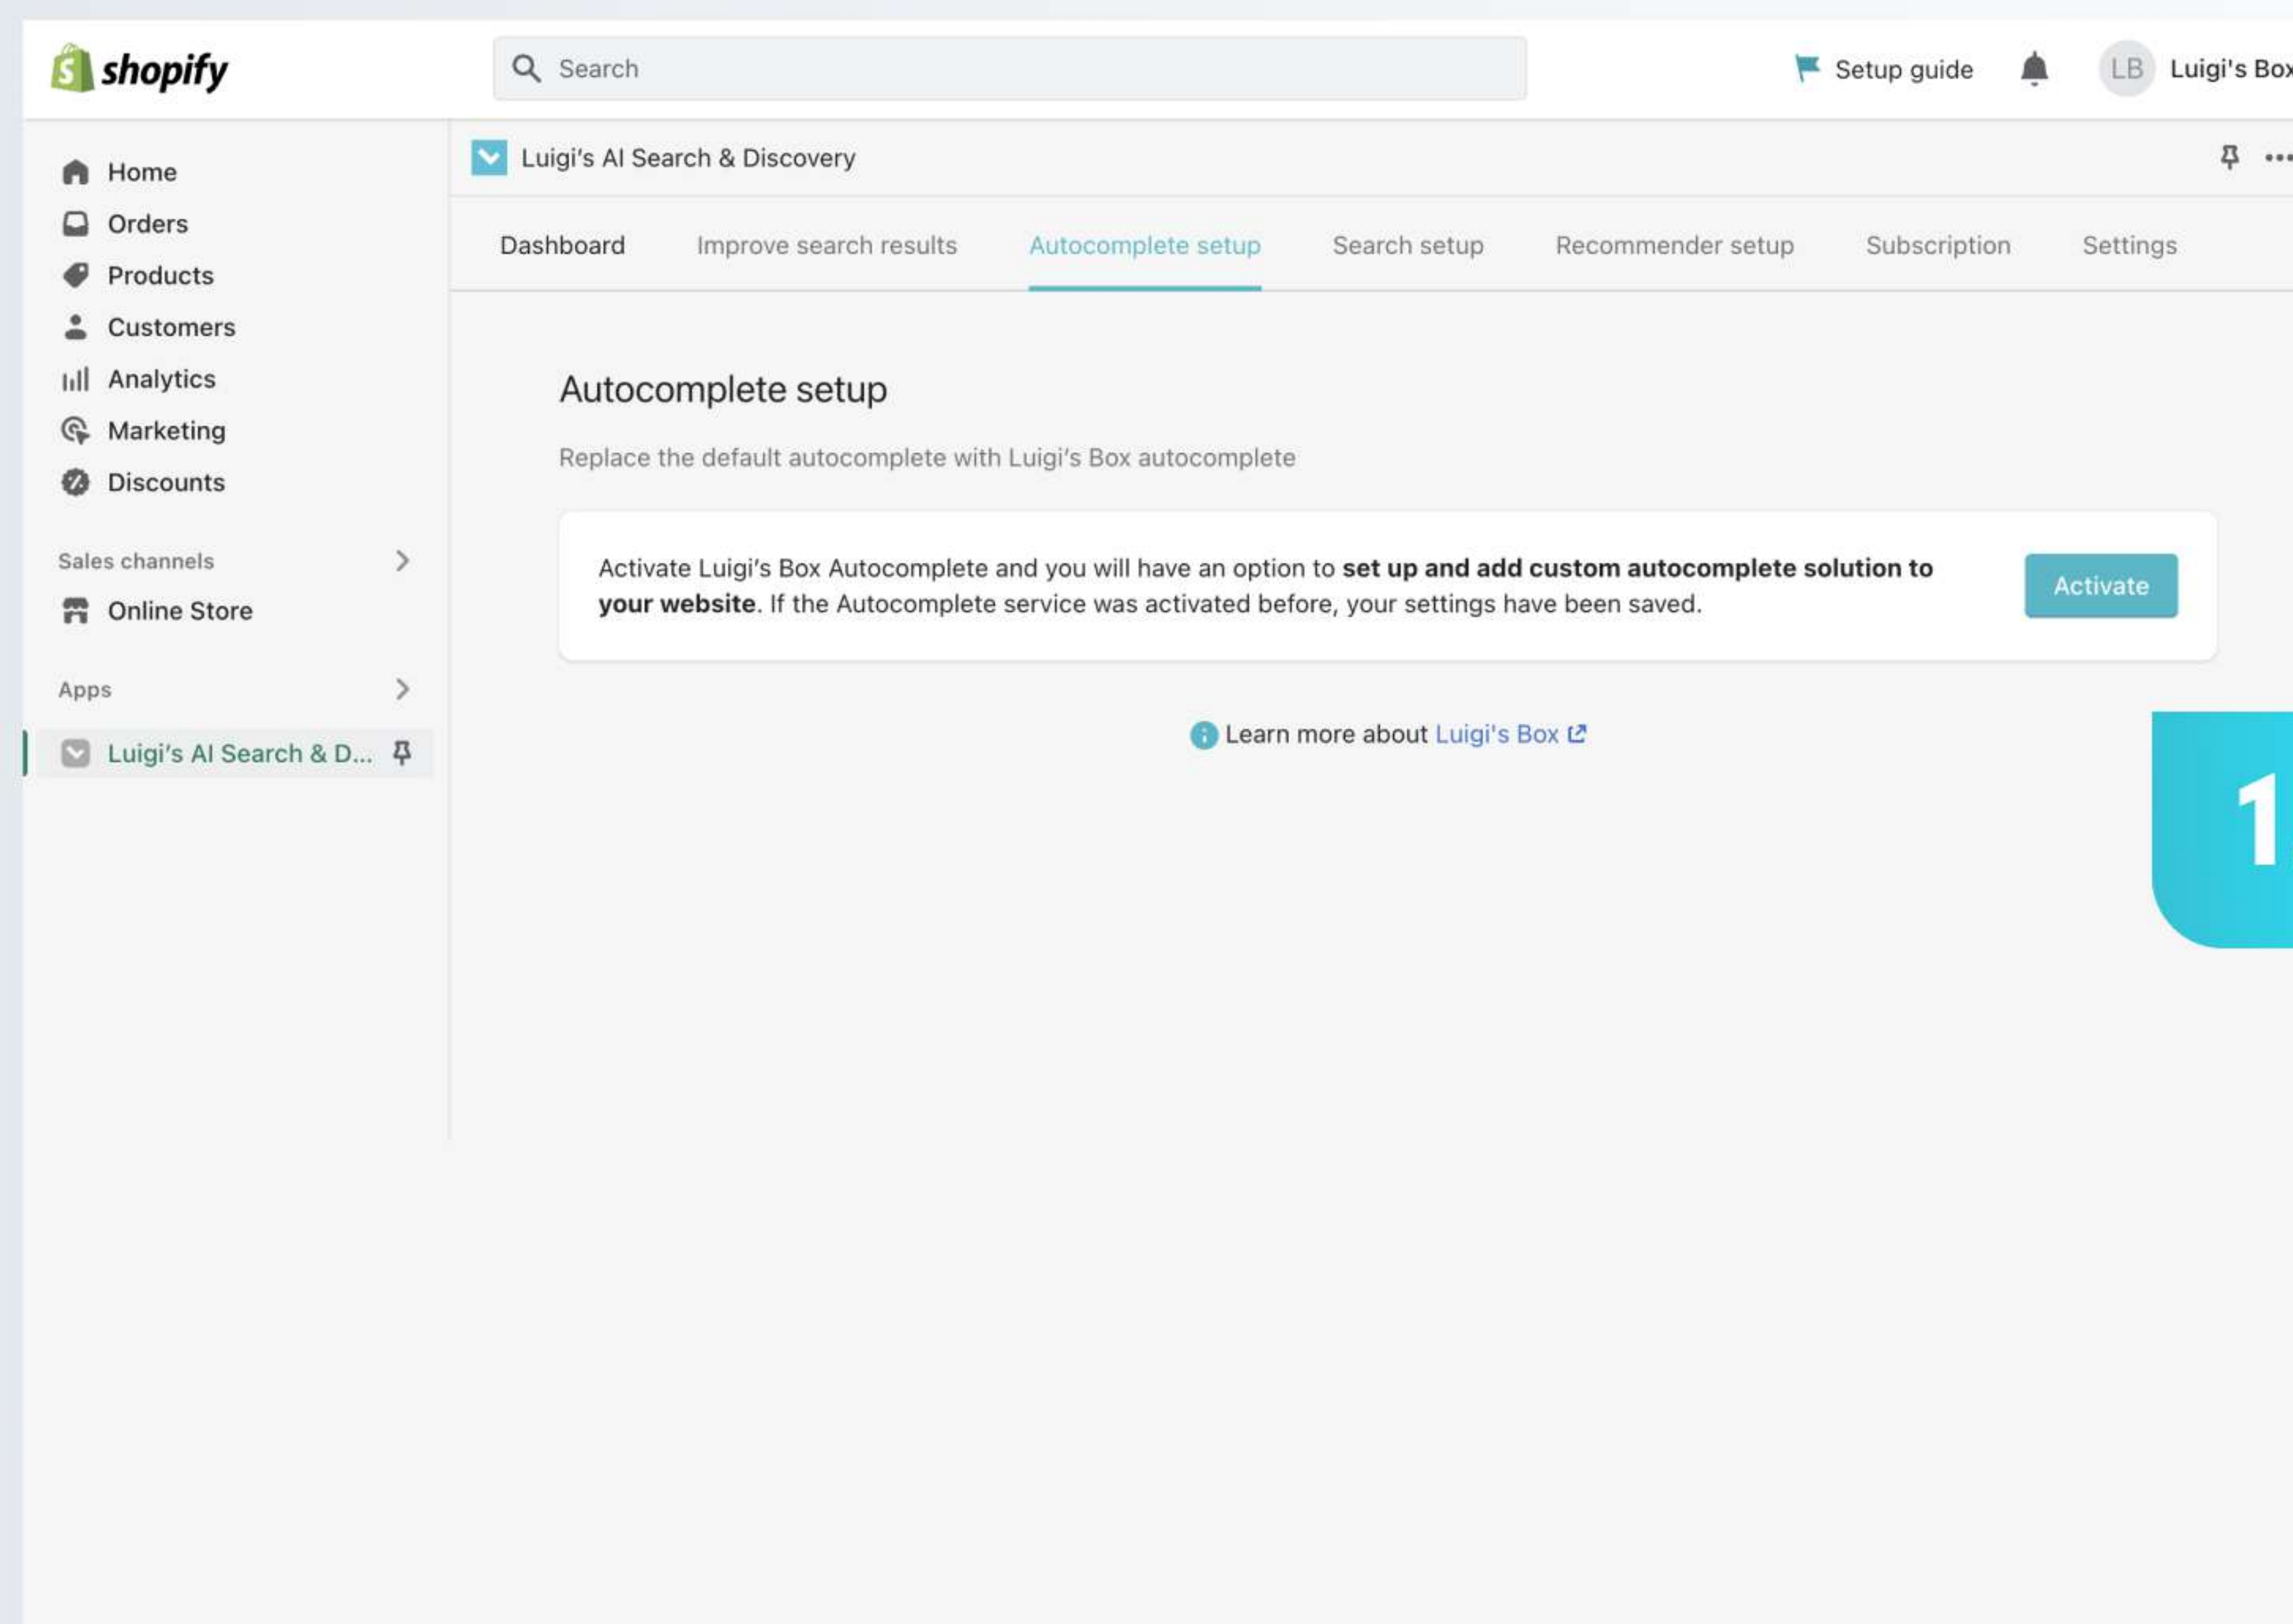 shopify
Search
Setup guide
LB
Luigi's Box
Home
Orders
Products
Customers
Analytics
Marketing
Discounts
Sales channels
Online Store
Apps
Luigi's AI Search & D...
Luigi's AI Search & Discovery
Dashboard
Improve search results
Autocomplete setup
Search setup
Recommender setup
Subscription
Settings
Autocomplete setup
Replace the default autocomplete with Luigi's Box autocomplete
Activate Luigi's Box Autocomplete and you will have an option to set up and add custom autocomplete solution to
your website. If the Autocomplete service was activated before, your settings have been saved.
Activate
Learn more about Luigi's Box
1